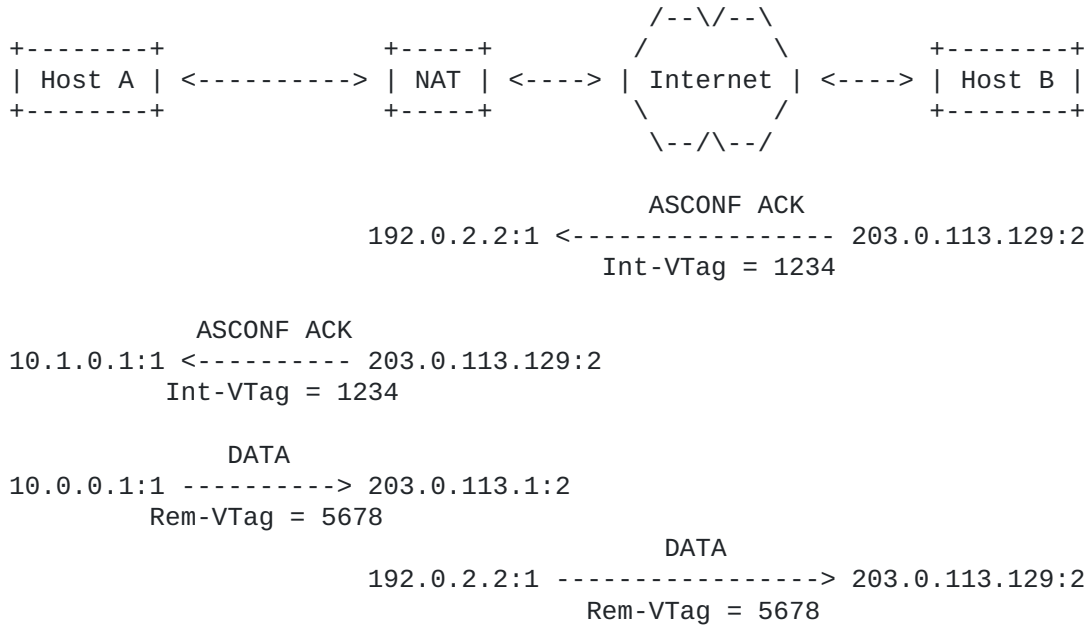 /--\/--\
+--------+              +-----+         /        \         +--------+
| Host A | <----------> | NAT | <----> | Internet | <----> | Host B |
+--------+              +-----+         \        /         +--------+
                                         \--/\--/
ASCONF ACK
192.0.2.2:1 <----------------- 203.0.113.129:2
Int-VTag = 1234
ASCONF ACK
10.1.0.1:1 <---------- 203.0.113.129:2
Int-VTag = 1234
DATA
10.0.0.1:1 ----------> 203.0.113.1:2
Rem-VTag = 5678
DATA
192.0.2.2:1 -----------------> 203.0.113.129:2
Rem-VTag = 5678